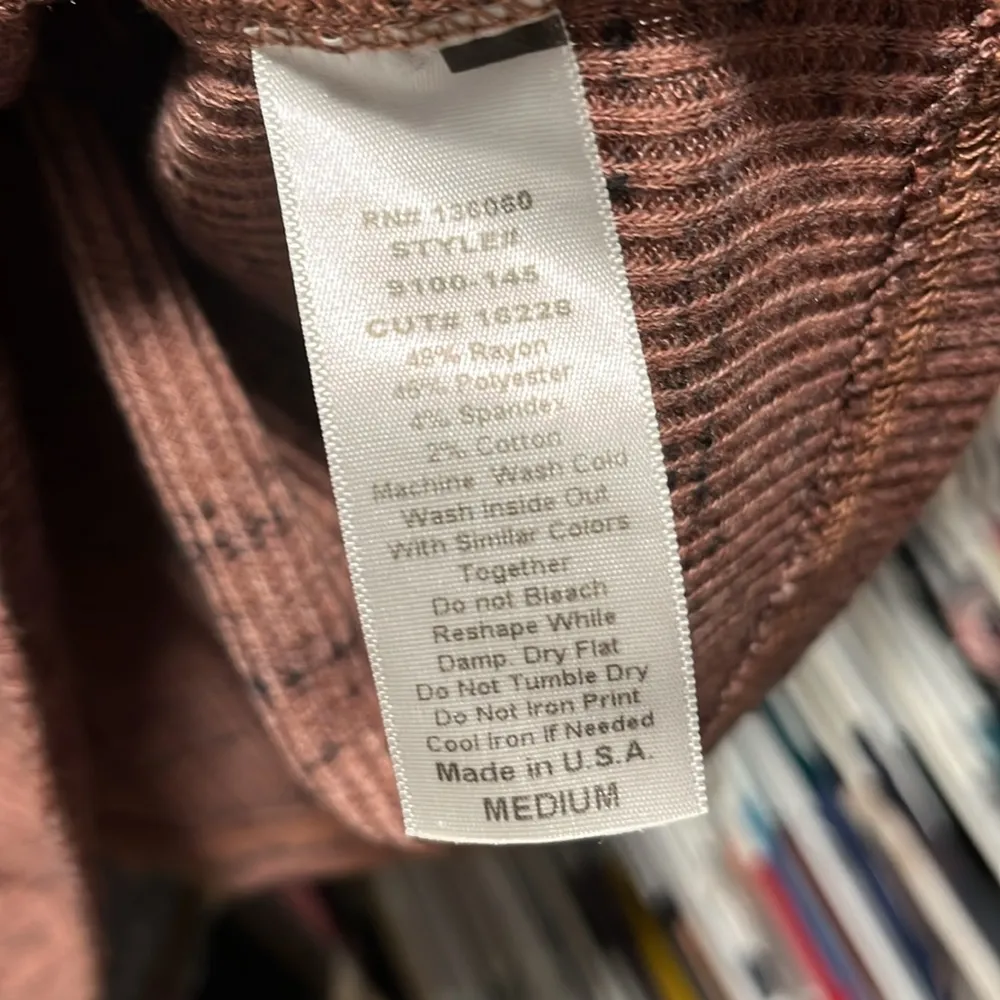 RN# 136060
STYLE#
9100-145
CUT# 16228
48% Rayon
46% Polyester
4% Spandex
2% Cotton
Machine Wash Cold
Wash Inside Out
With Similar Colors
Together
Do not Bleach
Reshape While
Damp. Dry Flat
Do Not Tumble Dry
Do Not Iron Print
Cool Iron If Needed
Made in U.S.A.
MEDIUM